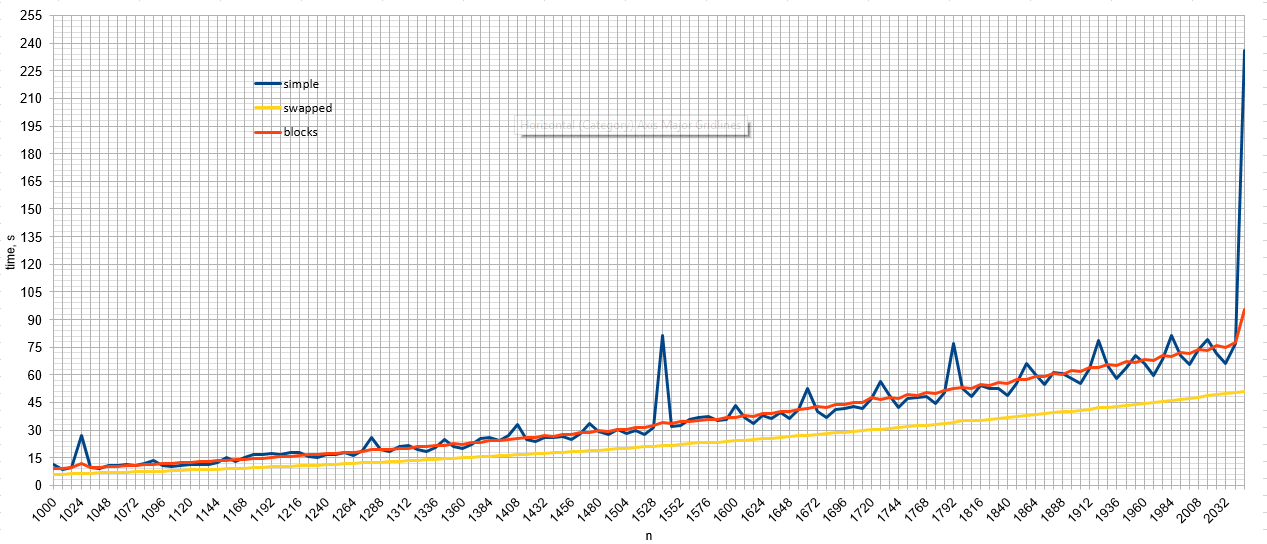 255
240
225
210
195
180
165
150
135
120
105
90
75
60
45
30
15
0
time, s
simple
swapped
blocks
Horizontal (Category) Axis Major Gridlines
1000 1024 1048 1072 1096 1120 1144 1168 1192 1216 1240 1264 1288 1312 1336 1360 1384 1408 1432 1456 1480 1504 1528 1552 1576 1600 1624 1648 1672 1696 1720 1744 1768 1792 1816 1840 1864 1888 1912 1936 1960 1984 2008 2032
n